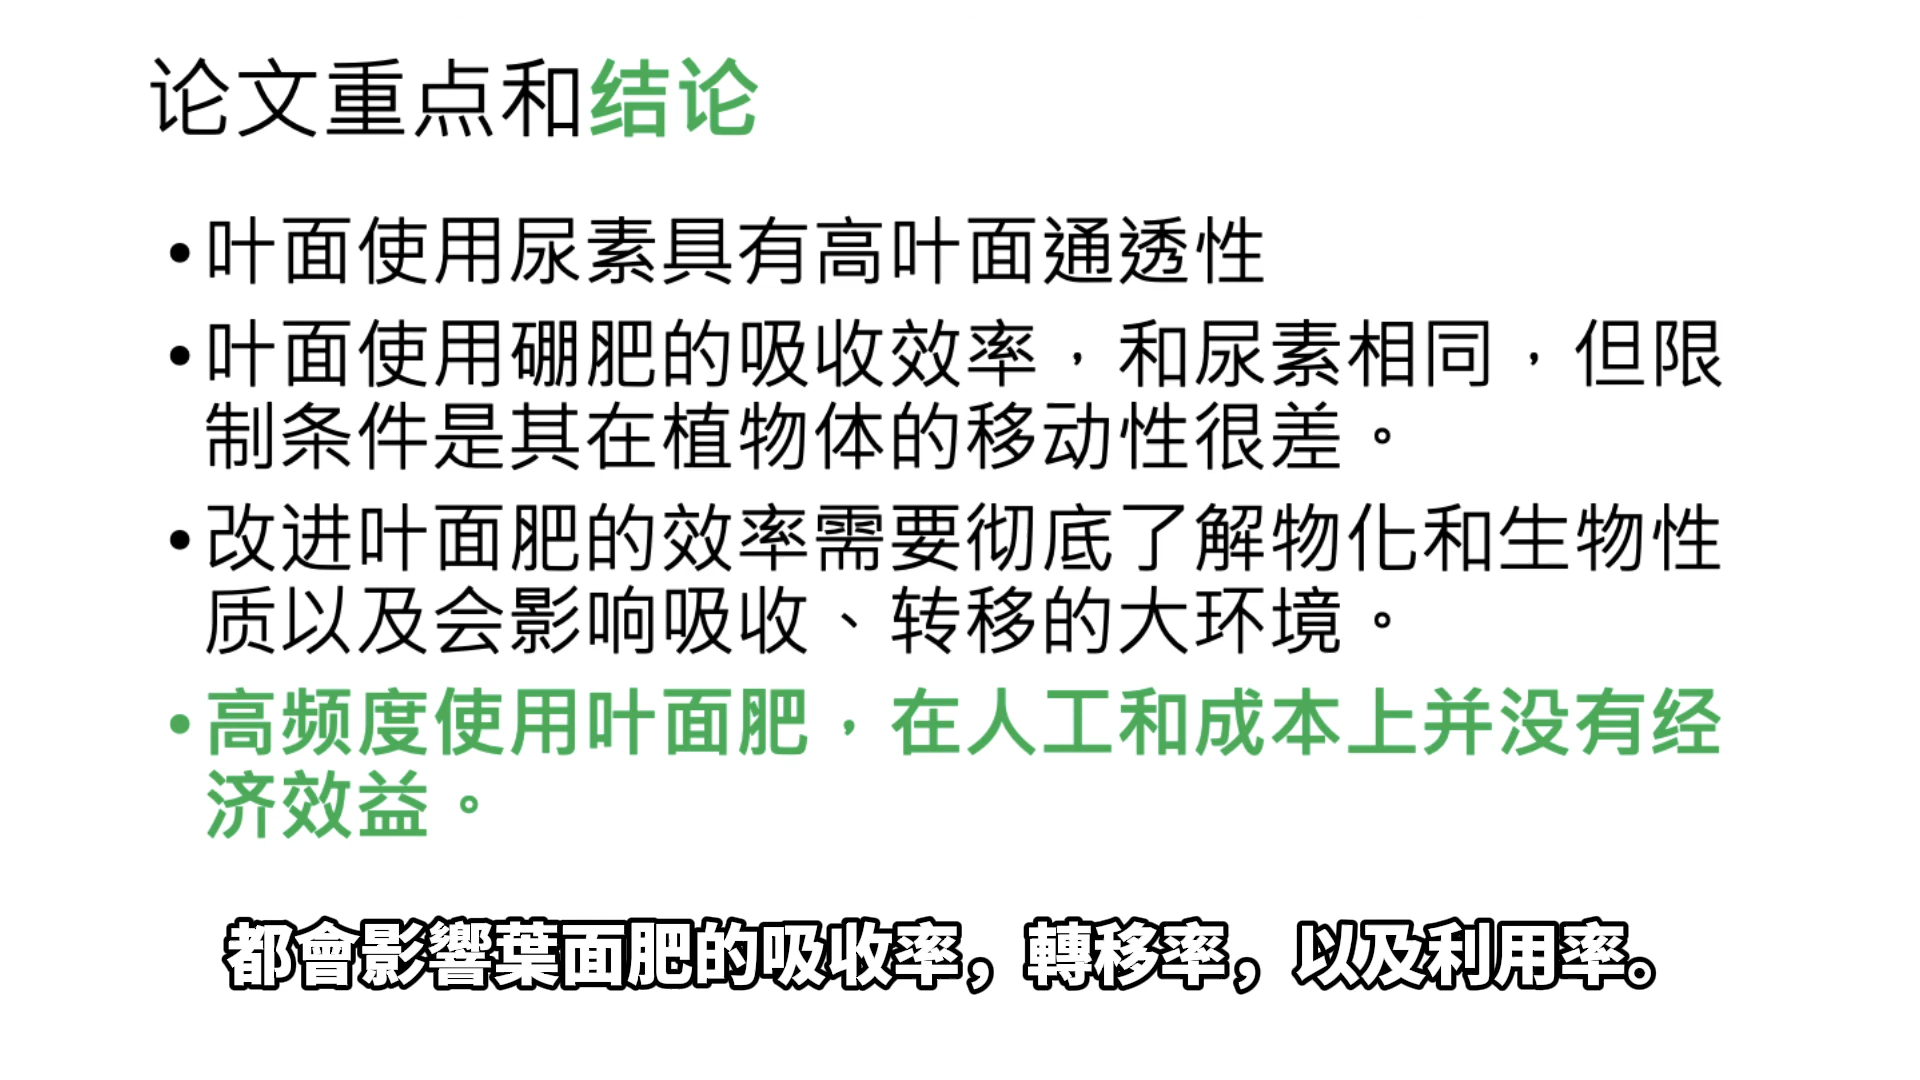 论文重点和结论
•叶面使用尿素具有高叶面通透性
•叶面使用硼肥的吸收效率，和尿素相同，但限
制条件是其在植物体的移动性很差。
•改进叶面肥的效率需要彻底了解物化和生物性
质以及会影响吸收、转移的大环境。
•高频度使用叶面肥，在人工和成本上并没有经
济效益。
都會影響葉面肥的吸收率，轉移率，以及利用率。